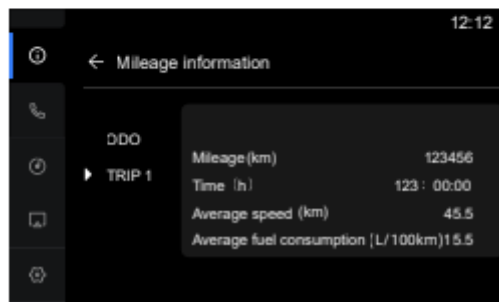 12:12
← Mileage information
ODO
TRIP 1
Mileage(km) 123456
Time (h) 123:00:00
Average speed (km) 45.5
Average fuel consumption (L/100km)15.5